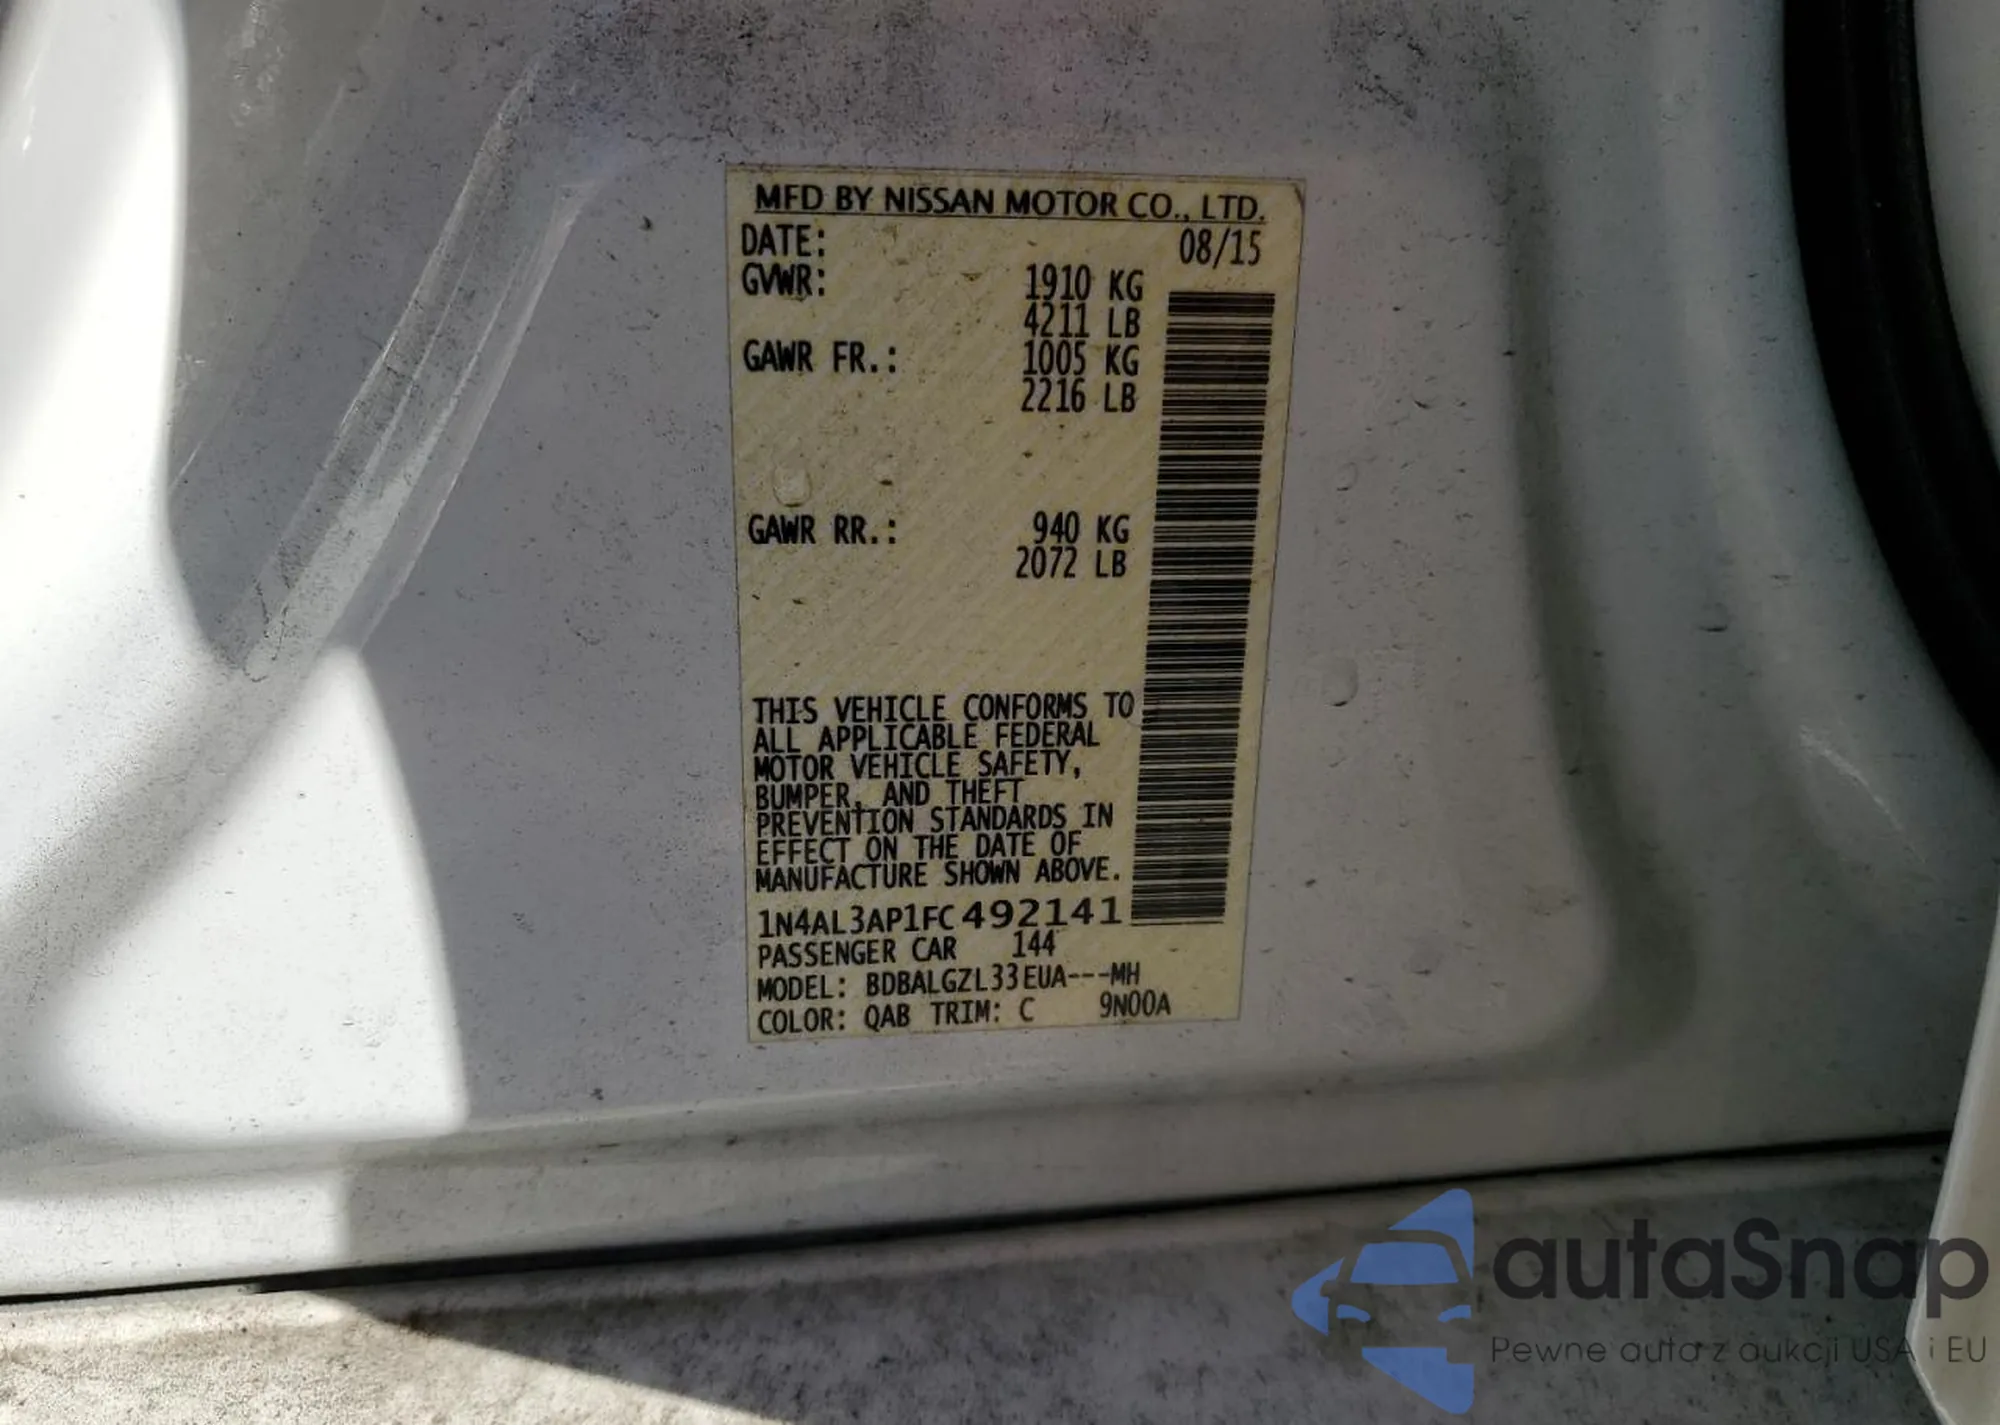 MFD BY NISSAN MOTOR CO., LTD.
DATE: 08/15
GVWR: 1910 KG
4211 LB
GAWR FR.: 1005 KG
2216 LB
GAWR RR.: 940 KG
2072 LB
THIS VEHICLE CONFORMS TO
ALL APPLICABLE FEDERAL
MOTOR VEHICLE SAFETY,
BUMPER, AND THEFT
PREVENTION STANDARDS IN
EFFECT ON THE DATE OF
MANUFACTURE SHOWN ABOVE.
1N4AL3AP1FC492141
PASSENGER CAR 144
MODEL: BDBALGZL33EUA---MH
COLOR: QAB TRIM: C 9N00A
autaSnap
Pewne auta z aukcji USA i EU